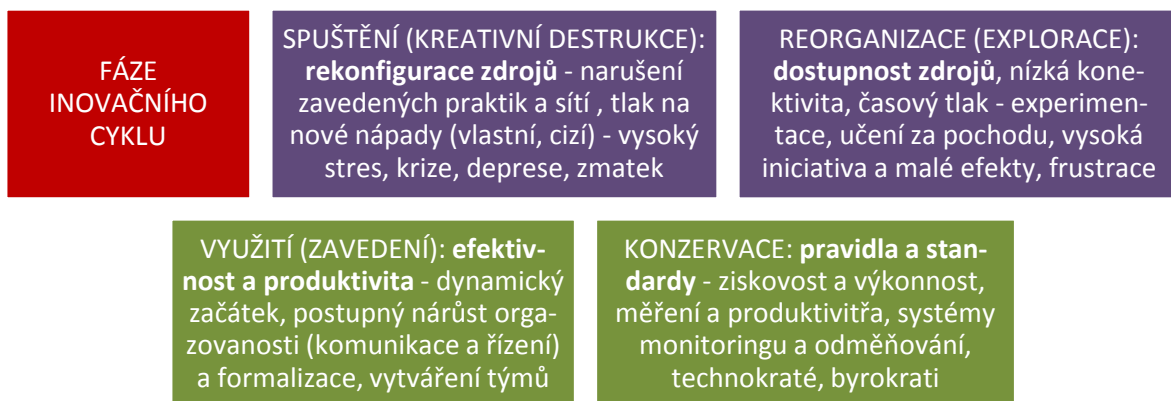 FÁZE
INOVAČNÍHO
CYKLU
SPUŠTĚNÍ (KREATIVNÍ DESTRUKCE):
rekonfigurace zdrojů - narušení
zavedených praktik a sítí , tlak na
nové nápady (vlastní, cizí) - vysoký
stres, krize, deprese, zmatek
REORGANIZACE (EXPLORACE):
dostupnost zdrojů, nízká kone-
ktivita, časový tlak - experimen-
tace, učení za pochodu, vysoká
iniciativa a malé efekty, frustrace
VYUŽITÍ (ZAVEDENÍ): efektiv-
nost a produktivita - dynamický
začátek, postupný nárůst orga-
zovanosti (komunikace a řízení)
a formalizace, vytváření týmů
KONZERVACE: pravidla a stan-
dardy - ziskovost a výkonnost,
měření a produktivitřa, systémy
monitoringu a odměňování,
technokraté, byrokrati